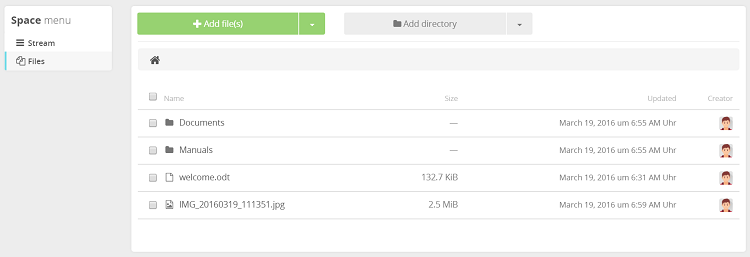 Space menu
Stream
Files
Add file(s)
Add directory
Name Size Updated Creator
Documents — March 19, 2016 um 6:55 AM Uhr
Manuals — March 19, 2016 um 6:55 AM Uhr
welcome.odt 132.7 KiB March 19, 2016 um 6:31 AM Uhr
IMG_20160319_111351.jpg 2.5 MiB March 19, 2016 um 6:59 AM Uhr